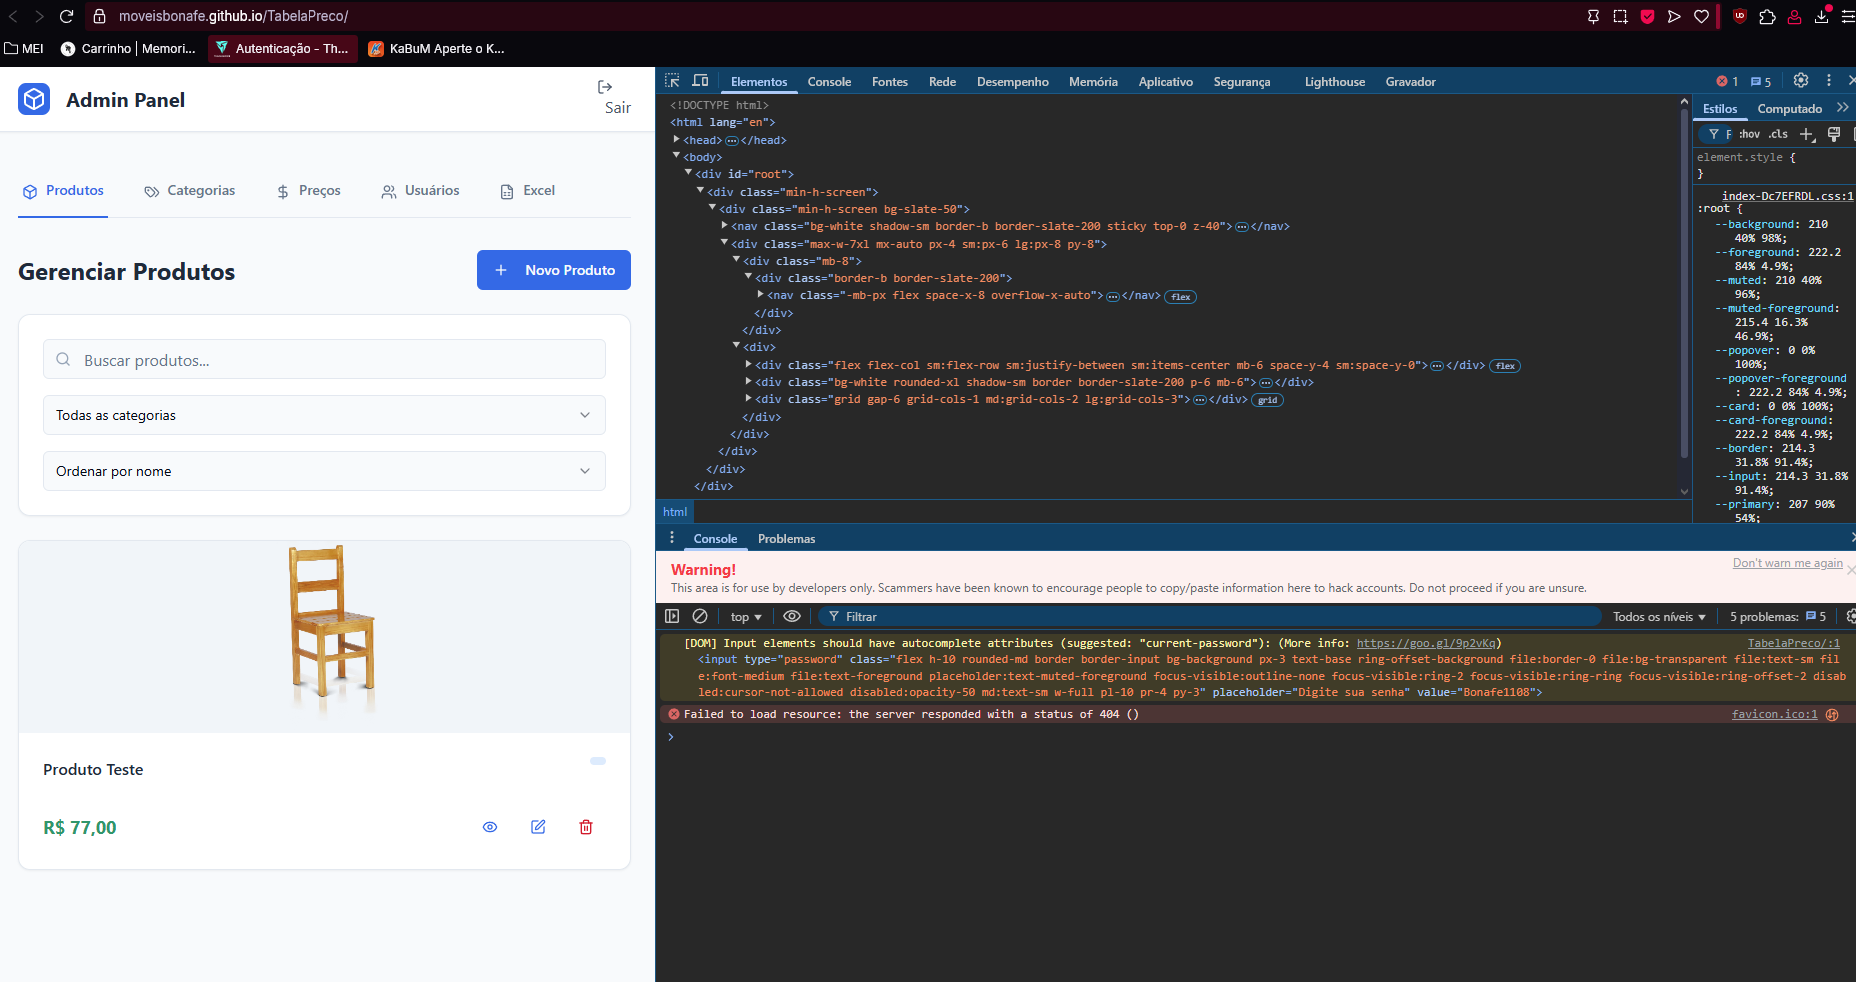 moveisbonafe.github.io/TabelaPreco/
MEI
Carrinho | Memori...
Autenticação - Th...
KaBuM Aperte o K...
Admin Panel
Sair
Produtos
Categorias
Preços
Usuários
Excel
Gerenciar Produtos
+ Novo Produto
Buscar produtos...
Todas as categorias
Ordenar por nome
Produto Teste
R$ 77,00
Elementos Console Fontes Rede Desempenho Memória Aplicativo Segurança Lighthouse Gravador
1 5
<!DOCTYPE html>
<html lang="en">
<head> … </head>
<body>
<div id="root">
<div class="min-h-screen">
<div class="min-h-screen bg-slate-50">
<nav class="bg-white shadow-sm border-b border-slate-200 sticky top-0 z-40"> … </nav>
<div class="max-w-7xl mx-auto px-4 sm:px-6 lg:px-8 py-8">
<div class="mb-8">
<div class="border-b border-slate-200">
<nav class="-mb-px flex space-x-8 overflow-x-auto"> … </nav> flex
</div>
</div>
<div>
<div class="flex flex-col sm:flex-row sm:justify-between sm:items-center mb-6 space-y-4 sm:space-y-0"> … </div> flex
<div class="bg-white rounded-xl shadow-sm border border-slate-200 p-6 mb-6"> … </div>
<div class="grid gap-6 grid-cols-1 md:grid-cols-2 lg:grid-cols-3"> … </div> grid
</div>
</div>
</div>
</div>
</div>
html
Estilos Computado
F :hov .cls
element.style {
}
index-Dc7EFRDL.css:1
:root {
--background: 210
40% 98%;
--foreground: 222.2
84% 4.9%;
--muted: 210 40%
96%;
--muted-foreground:
215.4 16.3%
46.9%;
--popover: 0 0%
100%;
--popover-foreground
: 222.2 84% 4.9%;
--card: 0 0% 100%;
--card-foreground:
222.2 84% 4.9%;
--border: 214.3
31.8% 91.4%;
--input: 214.3 31.8%
91.4%;
--primary: 207 90%
54%;
Console Problemas
Warning!
Don't warn me again
This area is for use by developers only. Scammers have been known to encourage people to copy/paste information here to hack accounts. Do not proceed if you are unsure.
top Filtrar Todos os níveis 5 problemas: 5
[DOM] Input elements should have autocomplete attributes (suggested: "current-password"): (More info: https://goo.gl/9p2vKq) TabelaPreco/:1
<input type="password" class="flex h-10 rounded-md border border-input bg-background px-3 text-base ring-offset-background file:border-0 file:bg-transparent file:text-sm fil
e:font-medium file:text-foreground placeholder:text-muted-foreground focus-visible:outline-none focus-visible:ring-2 focus-visible:ring-ring focus-visible:ring-offset-2 disab
led:cursor-not-allowed disabled:opacity-50 md:text-sm w-full pl-10 pr-4 py-3" placeholder="Digite sua senha" value="Bonafe1108">
Failed to load resource: the server responded with a status of 404 () favicon.ico:1